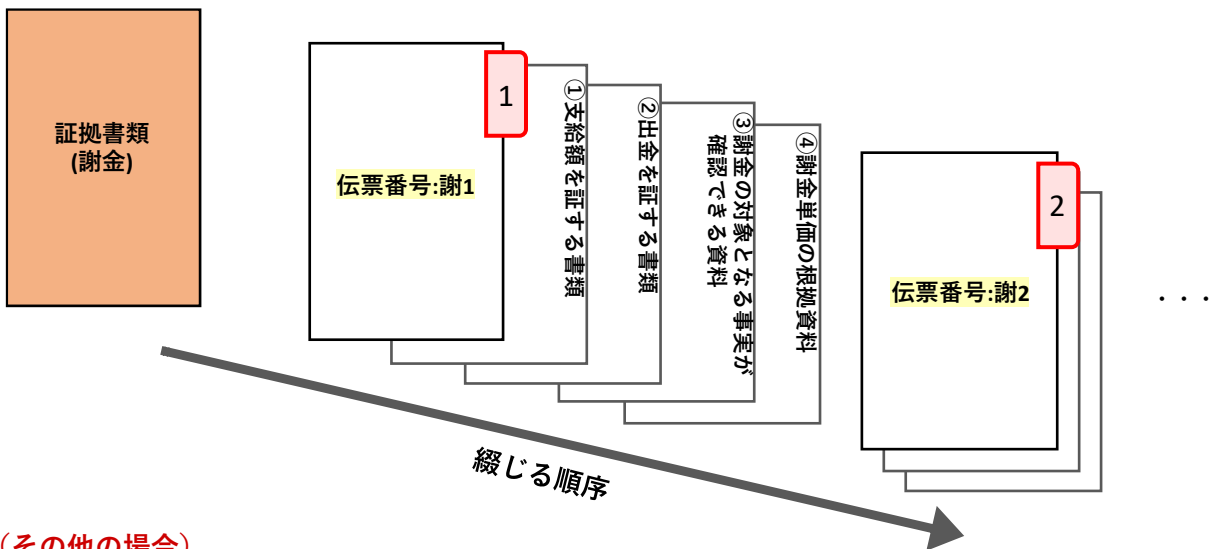 証拠書類
(謝金)
1
伝票番号:謝1
①支給額を証する書類
②出金を証する書類
③謝金の対象となる事実が
確認できる資料
④謝金単価の根拠資料
2
伝票番号:謝2
・・・
綴じる順序
(その他の場合)